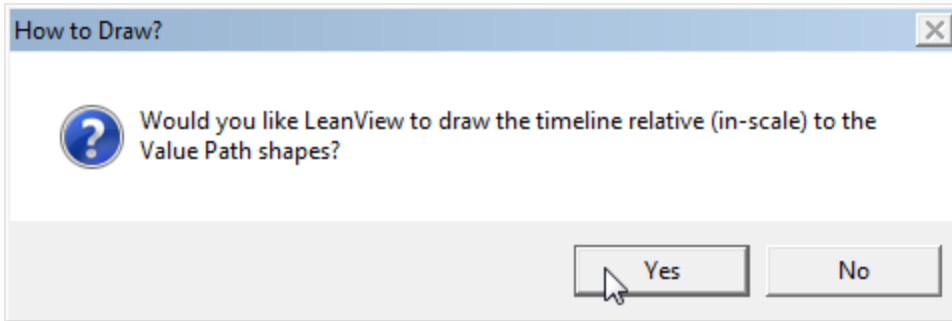 How to Draw?
Would you like LeanView to draw the timeline relative (in-scale) to the
Value Path shapes?
Yes
No